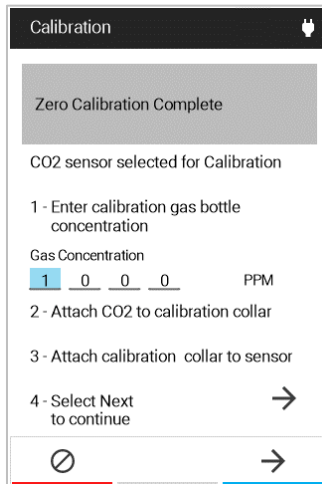 Calibration
Zero Calibration Complete
CO2 sensor selected for Calibration
1 - Enter calibration gas bottle
concentration
Gas Concentration
1 0 0 0 PPM
2 - Attach CO2 to calibration collar
3 - Attach calibration collar to sensor
4 - Select Next
to continue